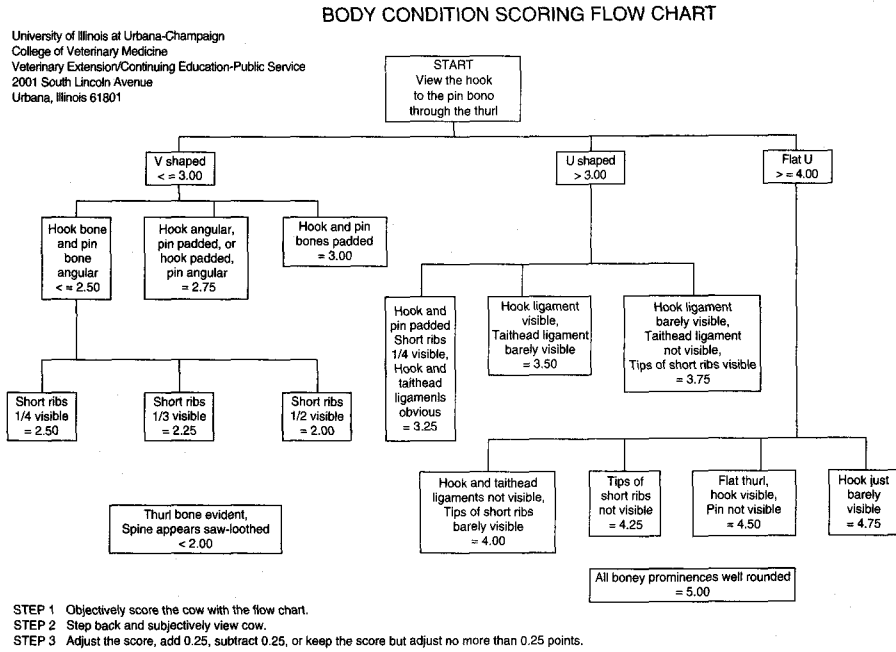 BODY CONDITION SCORING FLOW CHART
University of Illinois at Urbana-Champaign
College of Veterinary Medicine
Veterinary Extension/Continuing Education-Public Service
2001 South Lincoln Avenue
Urbana, Illinois 61801
START
View the hook
to the pin bono
through the thurl
V shaped
< = 3.00
U shaped
> 3.00
Flat U
> = 4.00
Hook bone
and pin
bone
angular
< = 2.50
Hook angular,
pin padded, or
hook padded,
pin angular
= 2.75
Hook and pin
bones padded
= 3.00
Hook and
pin padded
Short ribs
1/4 visible,
Hook and
taithead
ligaments
obvious
= 3.25
Hook ligament
visible,
Taithead ligament
barely visible
= 3.50
Hook ligament
barely visible,
Taithead ligament
not visible,
Tips of short ribs visible
= 3.75
Short ribs
1/4 visible
= 2.50
Short ribs
1/3 visible
= 2.25
Short ribs
1/2 visible
= 2.00
Hook and taithead
ligaments not visible,
Tips of short ribs
barely visible
= 4.00
Tips of
short ribs
not visible
= 4.25
Flat thurl,
hook visible,
Pin not visible
= 4.50
Hook just
barely
visible
= 4.75
Thurl bone evident,
Spine appears saw-loothed
< 2.00
All boney prominences well rounded
= 5.00
STEP 1 Objectively score the cow with the flow chart.
STEP 2 Step back and subjectively view cow.
STEP 3 Adjust the score, add 0.25, subtract 0.25, or keep the score but adjust no more than 0.25 points.